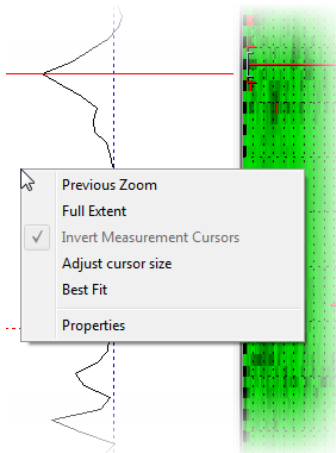 Previous Zoom
Full Extent
Invert Measurement Cursors
Adjust cursor size
Best Fit
Properties